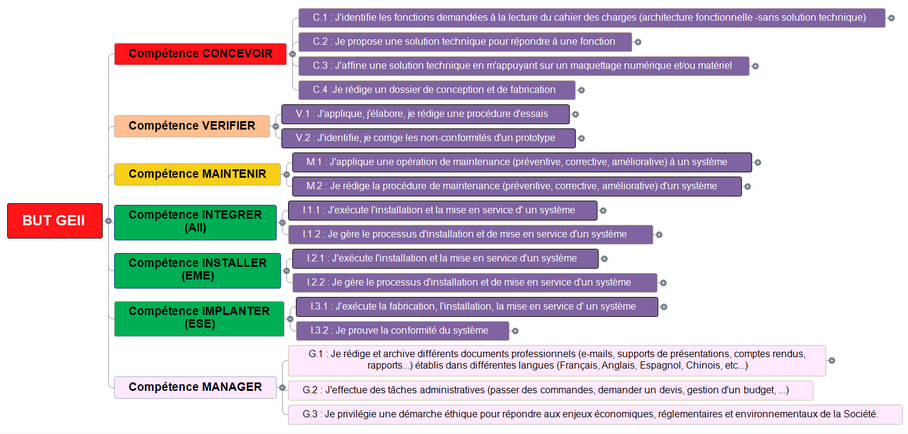 BUT GEII
Compétence CONCEVOIR
C.1 : J'identifie les fonctions demandées à la lecture du cahier des charges (architecture fonctionnelle -sans solution technique)
C.2 : Je propose une solution technique pour répondre à une fonction
C.3 : J'affine une solution technique en m'appuyant sur un maquettage numérique et/ou matériel
C.4 :Je rédige un dossier de conception et de fabrication
Compétence VERIFIER
V.1 : J'applique, j'élabore, je rédige une procédure d'essais
V.2 : J'identifie, je corrige les non-conformités d'un prototype
Compétence MAINTENIR
M.1 : J'applique une opération de maintenance (préventive, corrective, améliorative) à un système
M.2 : Je rédige la procédure de maintenance (préventive, corrective, améliorative) d'un système
Compétence INTEGRER
(AII)
I.1.1 : J'exécute l'installation et la mise en service d' un système
I.1.2 : Je gère le processus d'installation et de mise en service d'un système
Compétence INSTALLER
(EME)
I.2.1 : J'exécute l'installation et la mise en service d'un système
I.2.2 : Je gère le processus d'installation et de mise en service d'un système
Compétence IMPLANTER
(ESE)
I.3.1 : J'exécute la fabrication, l'installation, la mise en service d' un système
I.3.2 : Je prouve la conformité du système
Compétence MANAGER
G.1 : Je rédige et archive différents documents professionnels (e-mails, supports de présentations, comptes rendus,
rapports...) établis dans différentes langues (Français, Anglais, Espagnol, Chinois, etc...)
G.2 : J'effectue des tâches administratives (passer des commandes, demander un devis, gestion d'un budget, ...)
G.3 : Je privilégie une démarche éthique pour répondre aux enjeux économiques, réglementaires et environnementaux de la Société.